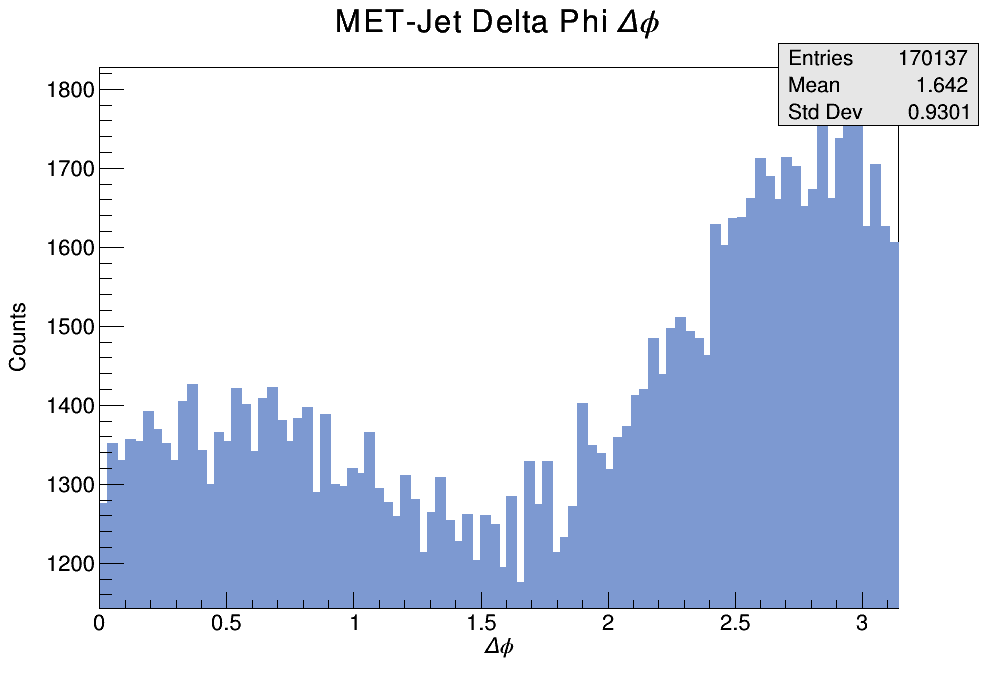 MET-Jet Delta Phi Δϕ
Entries 170137
Mean 1.642
Std Dev 0.9301
1800
1700
1600
1500
1400
1300
1200
Counts
0 0.5 1 1.5 2 2.5 3
Δϕ